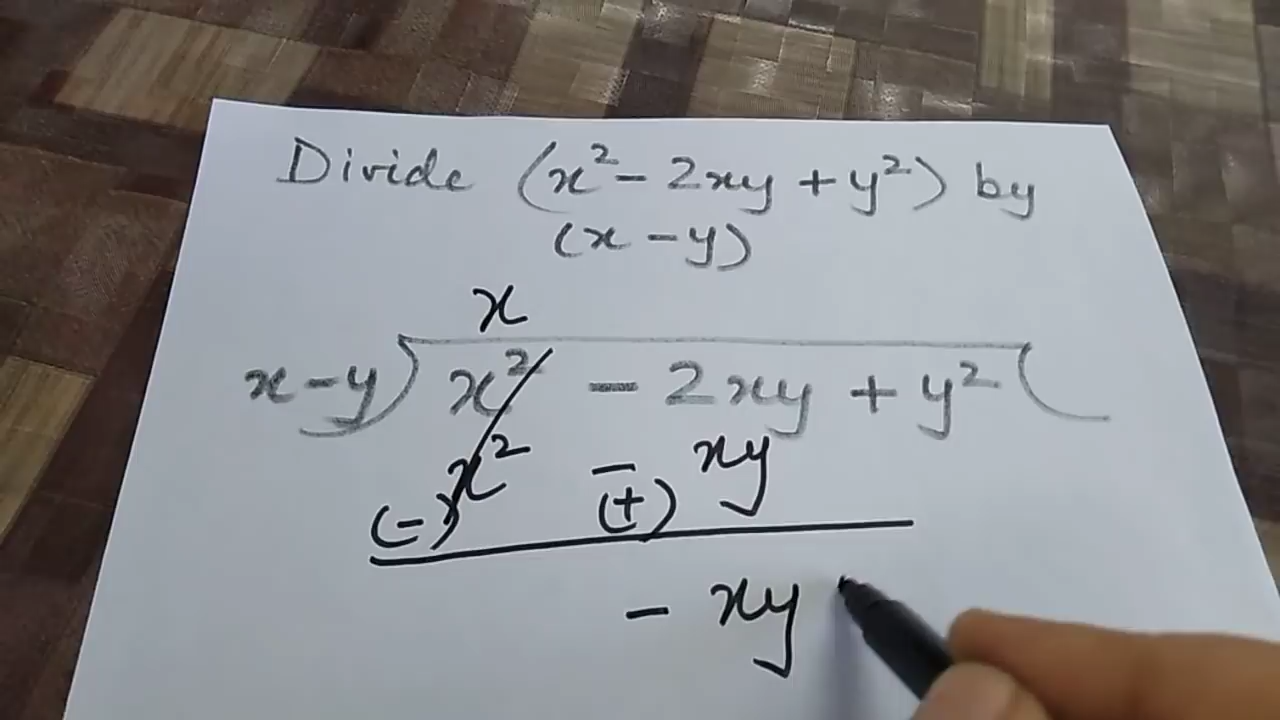 Divide (x² - 2xy + y²) by
(x - y)
x
x-y) x² - 2xy + y² (
x² - xy
(-) (+)
- xy